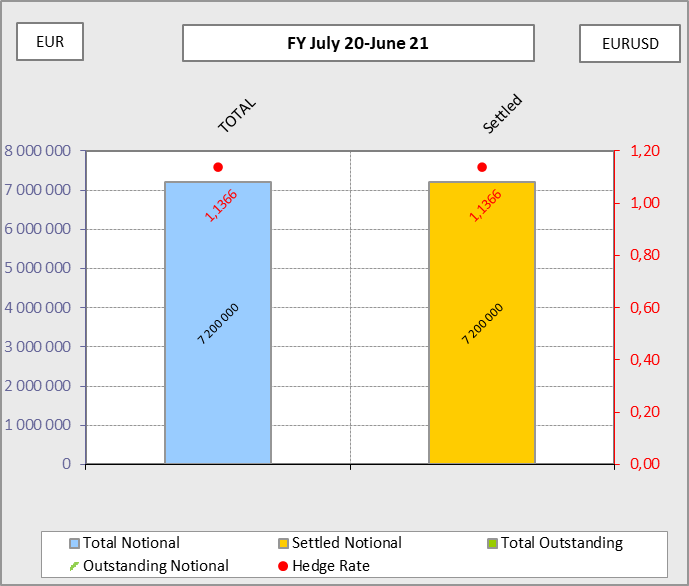 EUR
FY July 20-June 21
EURUSD
TOTAL
Settled
8 000 000
7 000 000
6 000 000
5 000 000
4 000 000
3 000 000
2 000 000
1 000 000
0
1,1366
1,1366
7 200 000
7 200 000
1,20
1,00
0,80
0,60
0,40
0,20
0,00
Total Notional
Settled Notional
Total Outstanding
Outstanding Notional
Hedge Rate